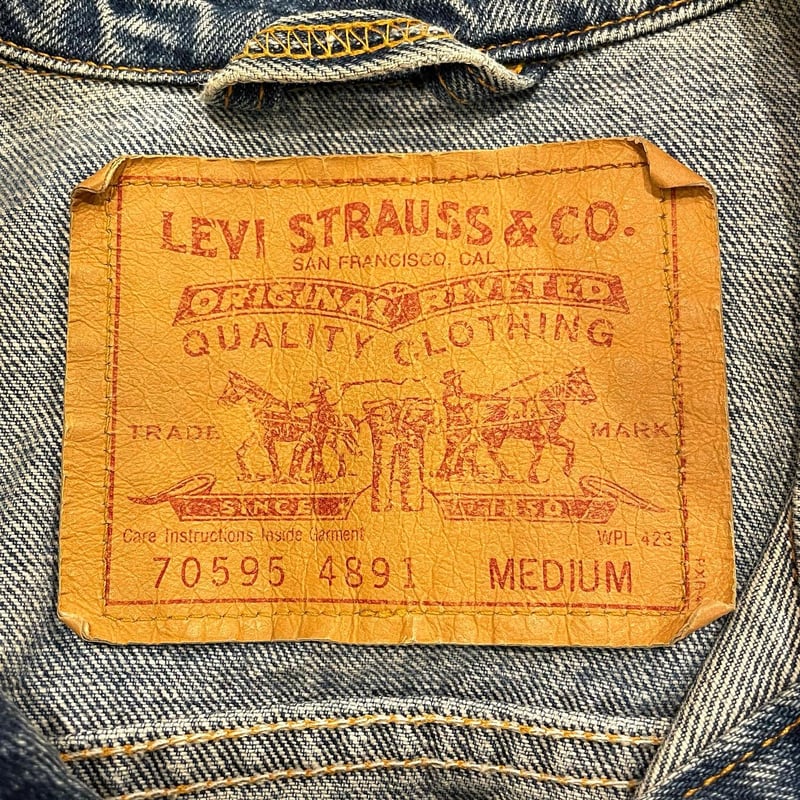 LEVI STRAUSS & CO.
SAN FRANCISCO, CAL
ORIGINAL RIVETED
QUALITY CLOTHING
TRADE MARK
SINCE 1850
Care Instructions Inside Garment WPL 423
70595 4891 MEDIUM